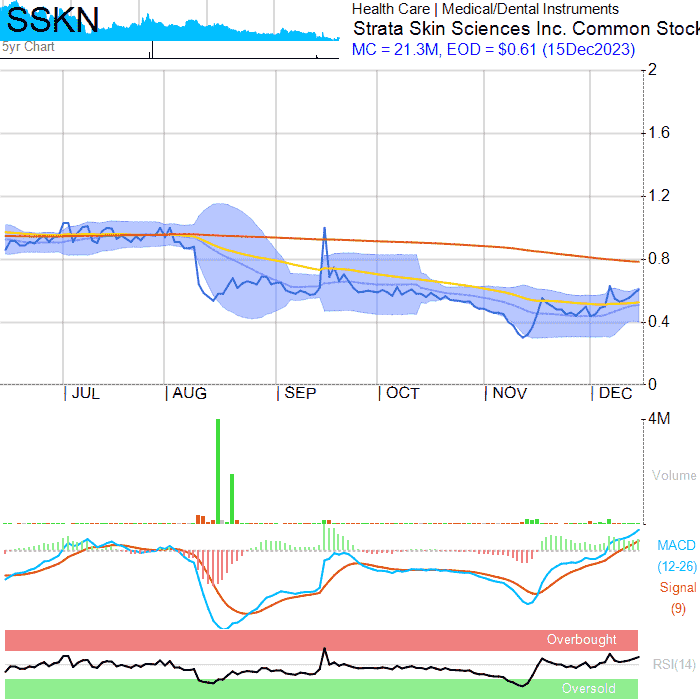 SSKN
5yr Chart
Health Care | Medical/Dental Instruments
Strata Skin Sciences Inc. Common Stock
MC = 21.3M, EOD = $0.61 (15Dec2023)
2
1.6
1.2
0.8
0.4
0
JUL
AUG
SEP
OCT
NOV
DEC
4M
Volume
MACD
(12-26)
Signal
(9)
Overbought
RSI(14)
Oversold